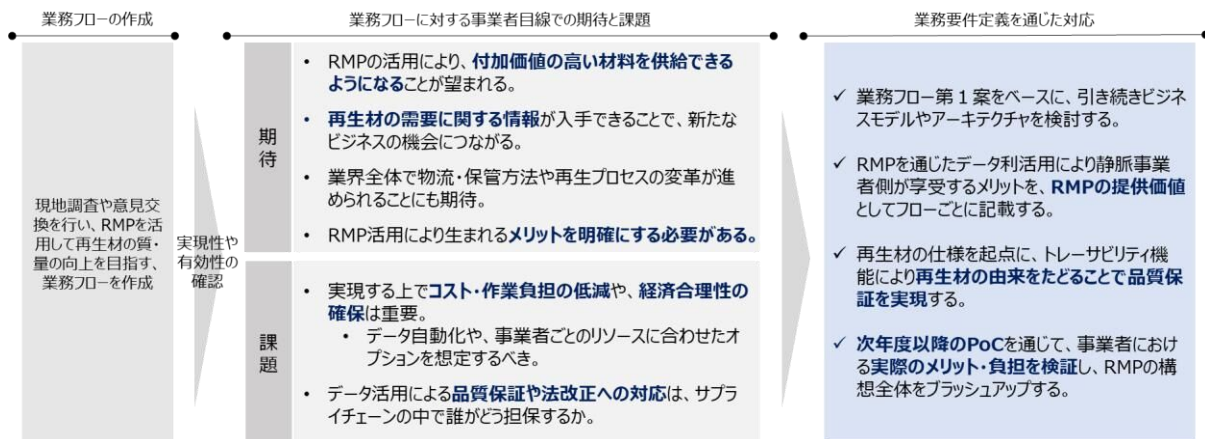 業務フローの作成
現地調査や意見交
換を行い、RMPを活
用して再生材の質・
量の向上を目指す、
業務フローを作成
実現性や
有効性の
確認
業務フローに対する事業者目線での期待と課題
期待
• RMPの活用により、付加価値の高い材料を供給できる
ようになることが望まれる。
• 再生材の需要に関する情報が入手できることで、新たな
ビジネスの機会につながる。
• 業界全体で物流・保管方法や再生プロセスの変革が進
められることにも期待。
• RMP活用により生まれるメリットを明確にする必要がある。
課題
• 実現する上でコスト・作業負担の低減や、経済合理性の
確保は重要。
• データ自動化や、事業者ごとのリソースに合わせたオ
プションを想定するべき。
• データ活用による品質保証や法改正への対応は、サプラ
イチェーンの中で誰がどう担保するか。
業務要件定義を通じた対応
✓ 業務フロー第1案をベースに、引き続きビジネ
スモデルやアーキテクチャを検討する。
✓ RMPを通じたデータ利活用により静脈事業
者側が享受するメリットを、RMPの提供価値
としてフローごとに記載する。
✓ 再生材の仕様を起点に、トレーサビリティ機
能により再生材の由来をたどることで品質保
証を実現する。
✓ 次年度以降のPoCを通じて、事業者におけ
る実際のメリット・負担を検証し、RMPの構
想全体をブラッシュアップする。